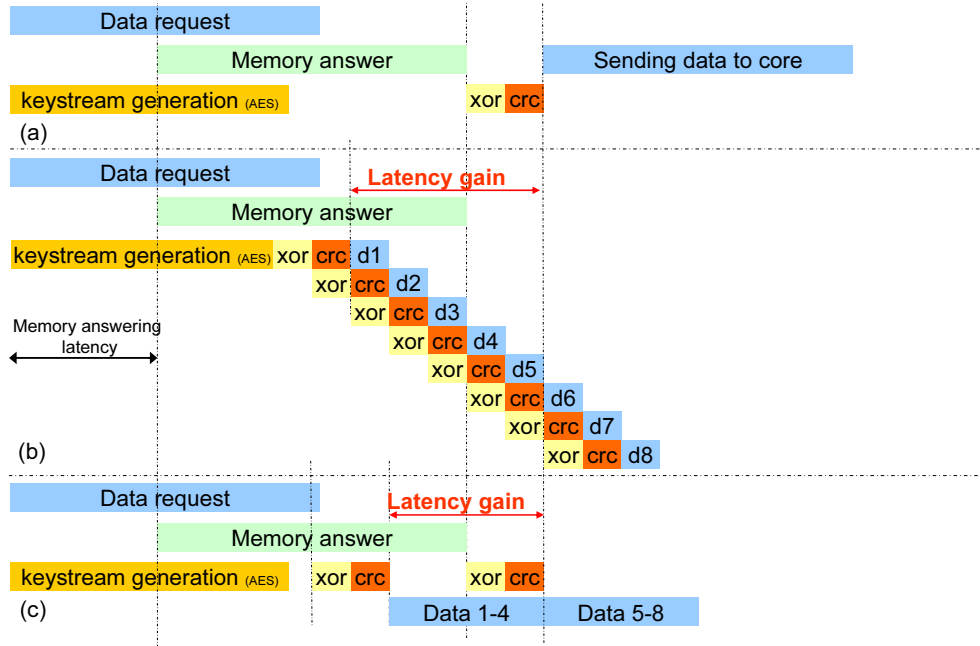 Data request
Memory answer
Sending data to core
keystream generation (AES)
xor crc
(a)
Data request
Latency gain
Memory answer
keystream generation (AES) xor crc d1
xor crc d2
xor crc d3
Memory answering
latency
xor crc d4
xor crc d5
xor crc d6
xor crc d7
(b)
xor crc d8
Data request
Latency gain
Memory answer
keystream generation (AES)
xor crc
xor crc
(c)
Data 1-4
Data 5-8